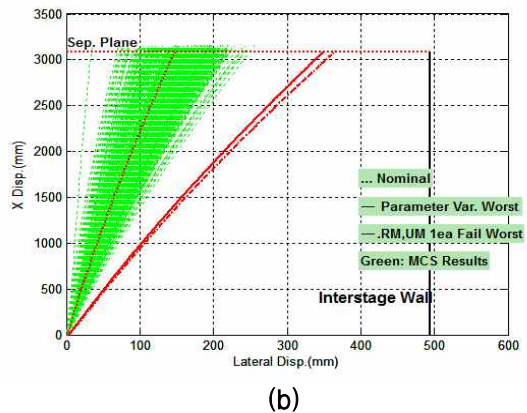 3500
Sep. Plane
3000
2500
2000
1500
1000
500
0
X Disp.(mm)
... Nominal
— Parameter Var. Worst
—.RM,UM 1ea Fail Worst
Green: MCS Results
Interstage Wall
0 100 200 300 400 500 600
Lateral Disp.(mm)
(b)